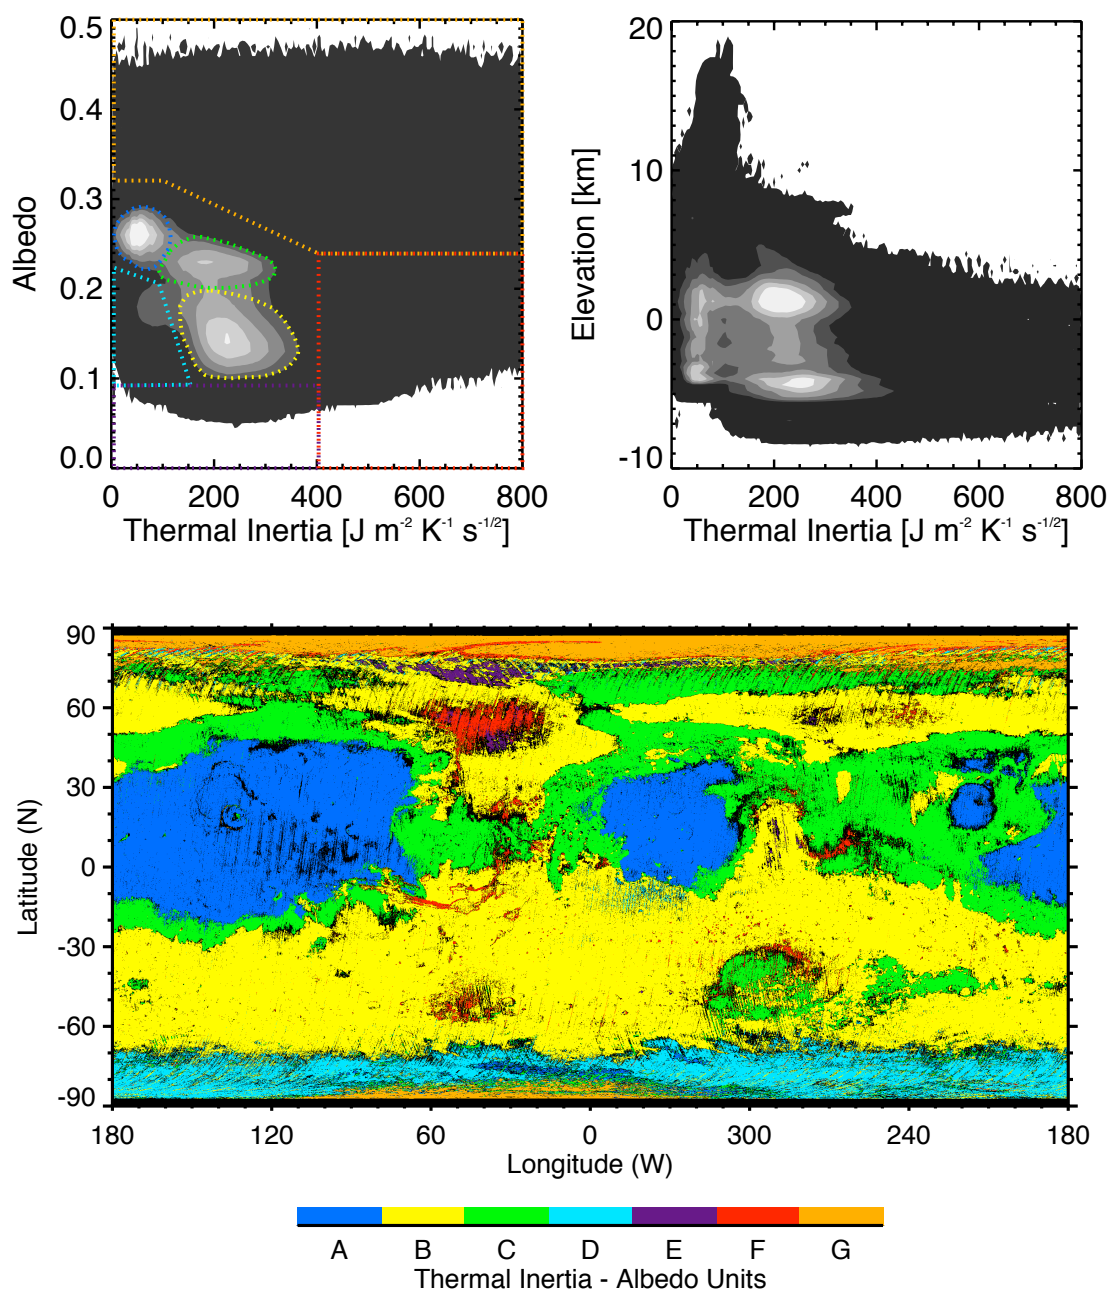 0.5
0.4
0.3
0.2
0.1
0.0
Albedo
0 200 400 600 800
Thermal Inertia [J m-2 K-1 s-1/2]
20
10
0
-10
Elevation [km]
0 200 400 600 800
Thermal Inertia [J m-2 K-1 s-1/2]
90
60
30
0
-30
-60
-90
Latitude (N)
180 120 60 0 300 240 180
Longitude (W)
A B C D E F G
Thermal Inertia - Albedo Units